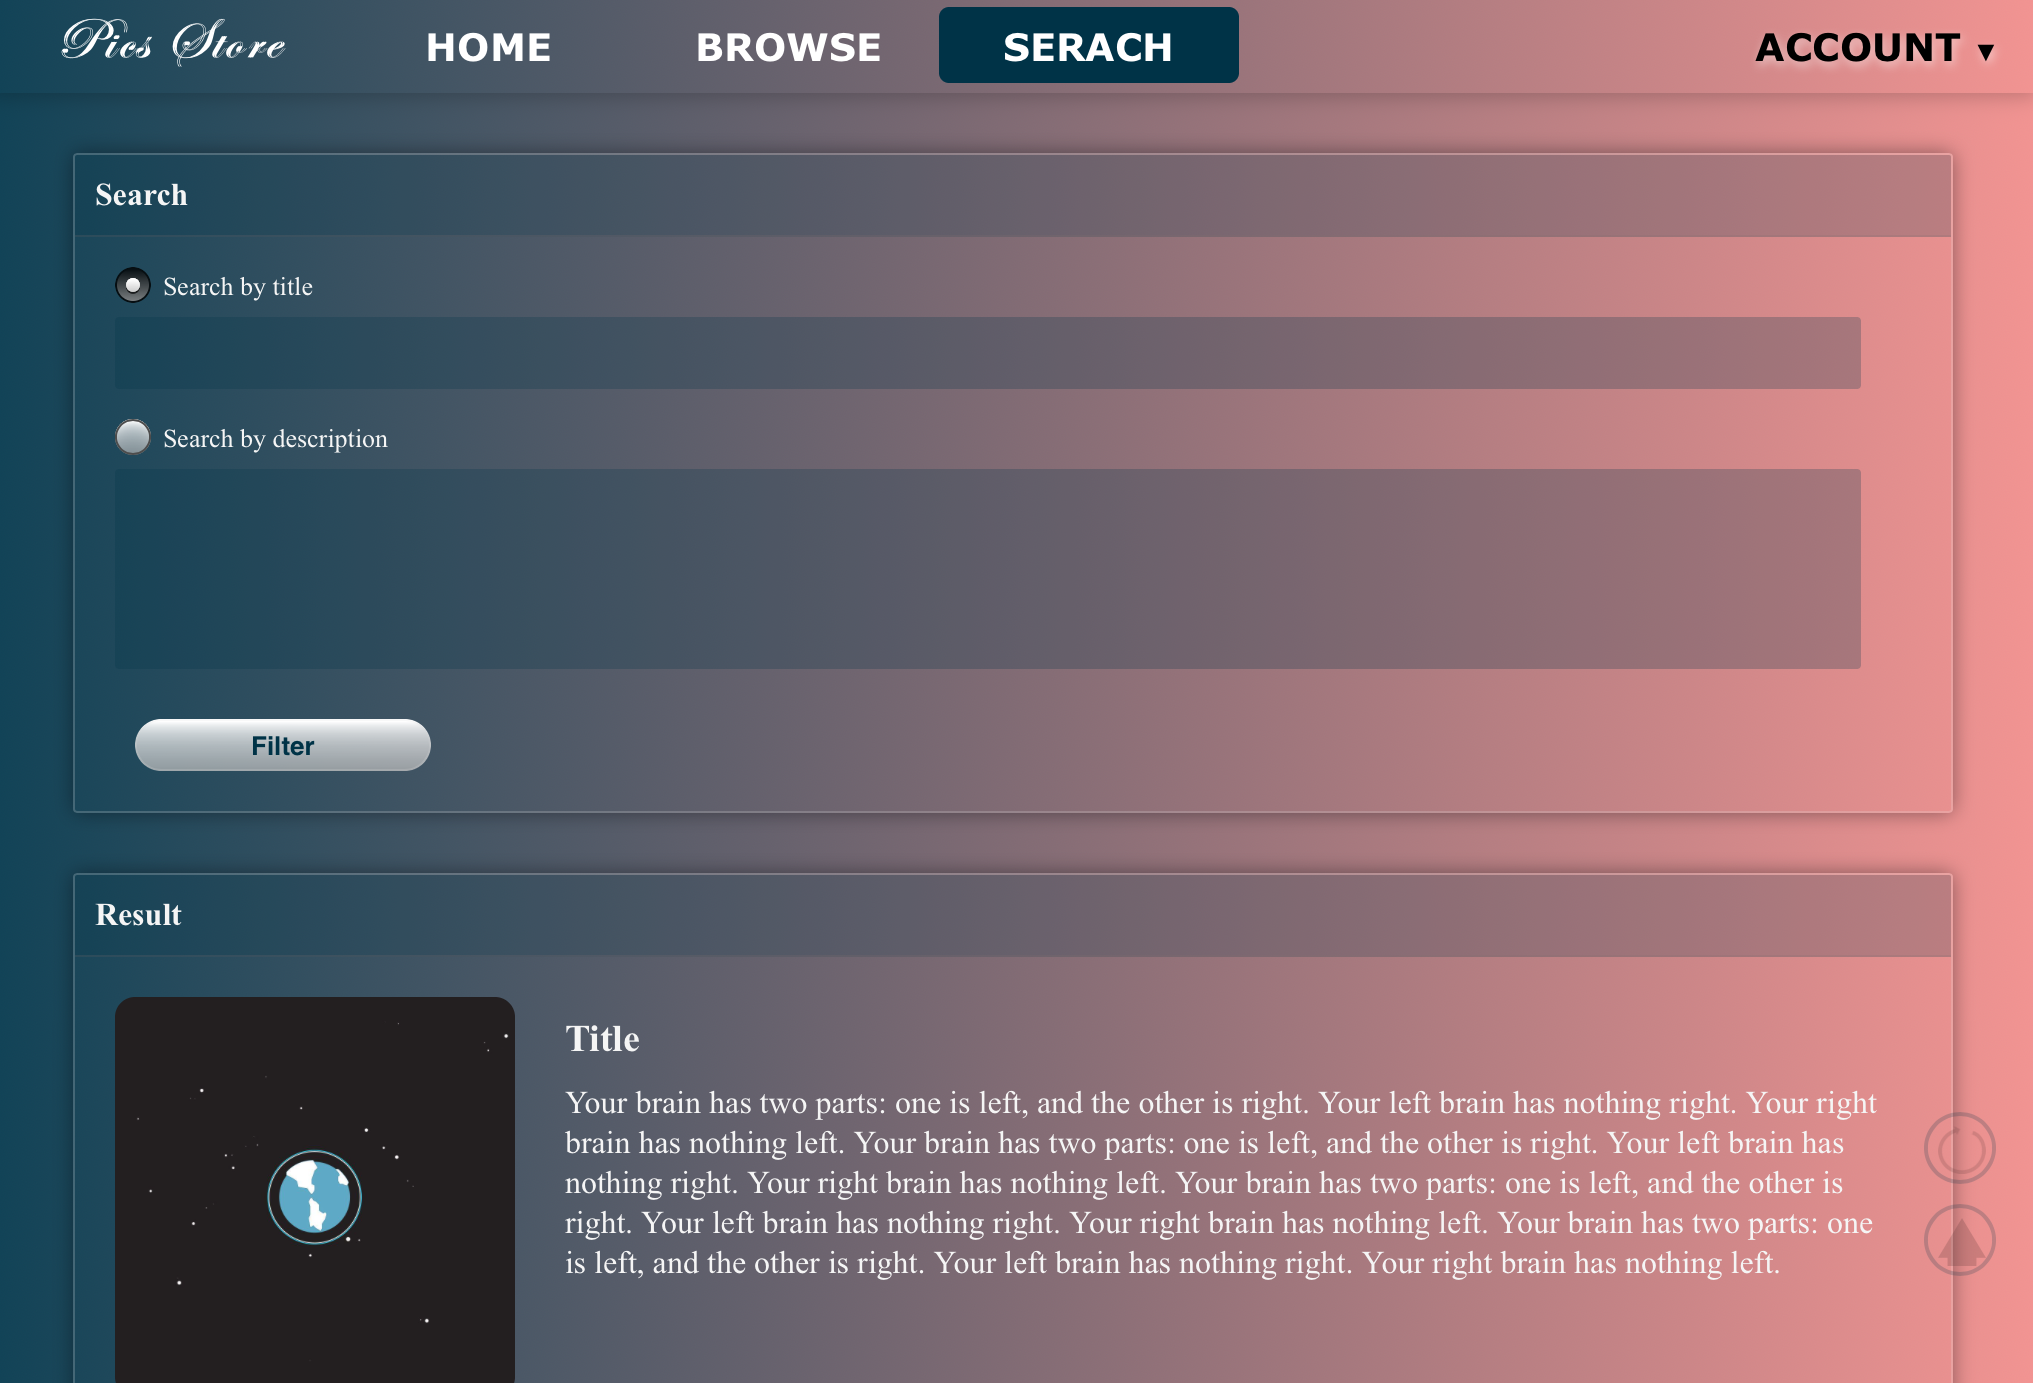 Pics Store
HOME
BROWSE
SERACH
ACCOUNT ▼
Search
Search by title
Search by description
Filter
Result
Title
Your brain has two parts: one is left, and the other is right. Your left brain has nothing right. Your right
brain has nothing left. Your brain has two parts: one is left, and the other is right. Your left brain has
nothing right. Your right brain has nothing left. Your brain has two parts: one is left, and the other is
right. Your left brain has nothing right. Your right brain has nothing left. Your brain has two parts: one
is left, and the other is right. Your left brain has nothing right. Your right brain has nothing left.